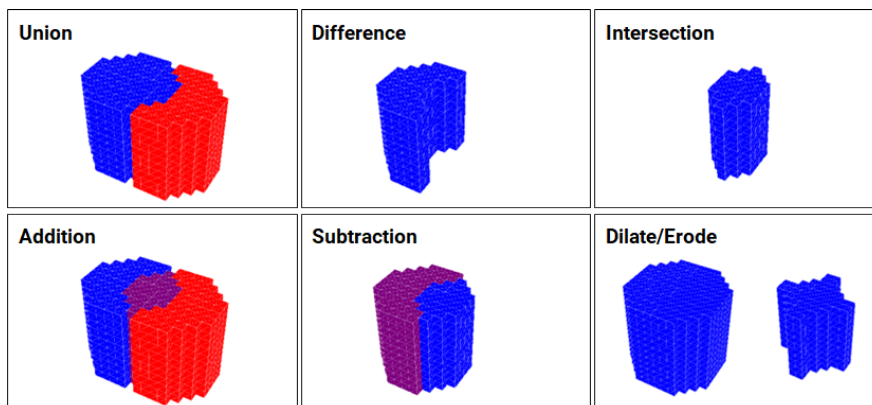 Union
Difference
Intersection
Addition
Subtraction
Dilate/Erode